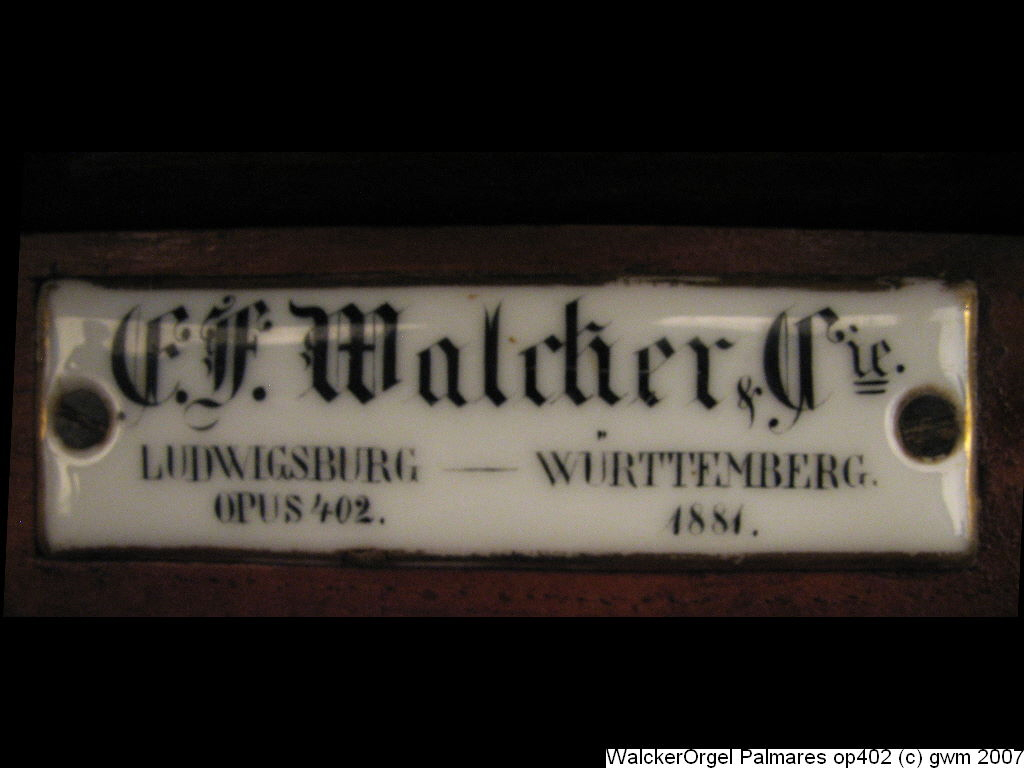 E.F. Walcker & Cie.
LUDWIGSBURG — WÜRTTEMBERG.
OPUS 402. 1881.
WalckerOrgel Palmares op402 (c) gwm 2007